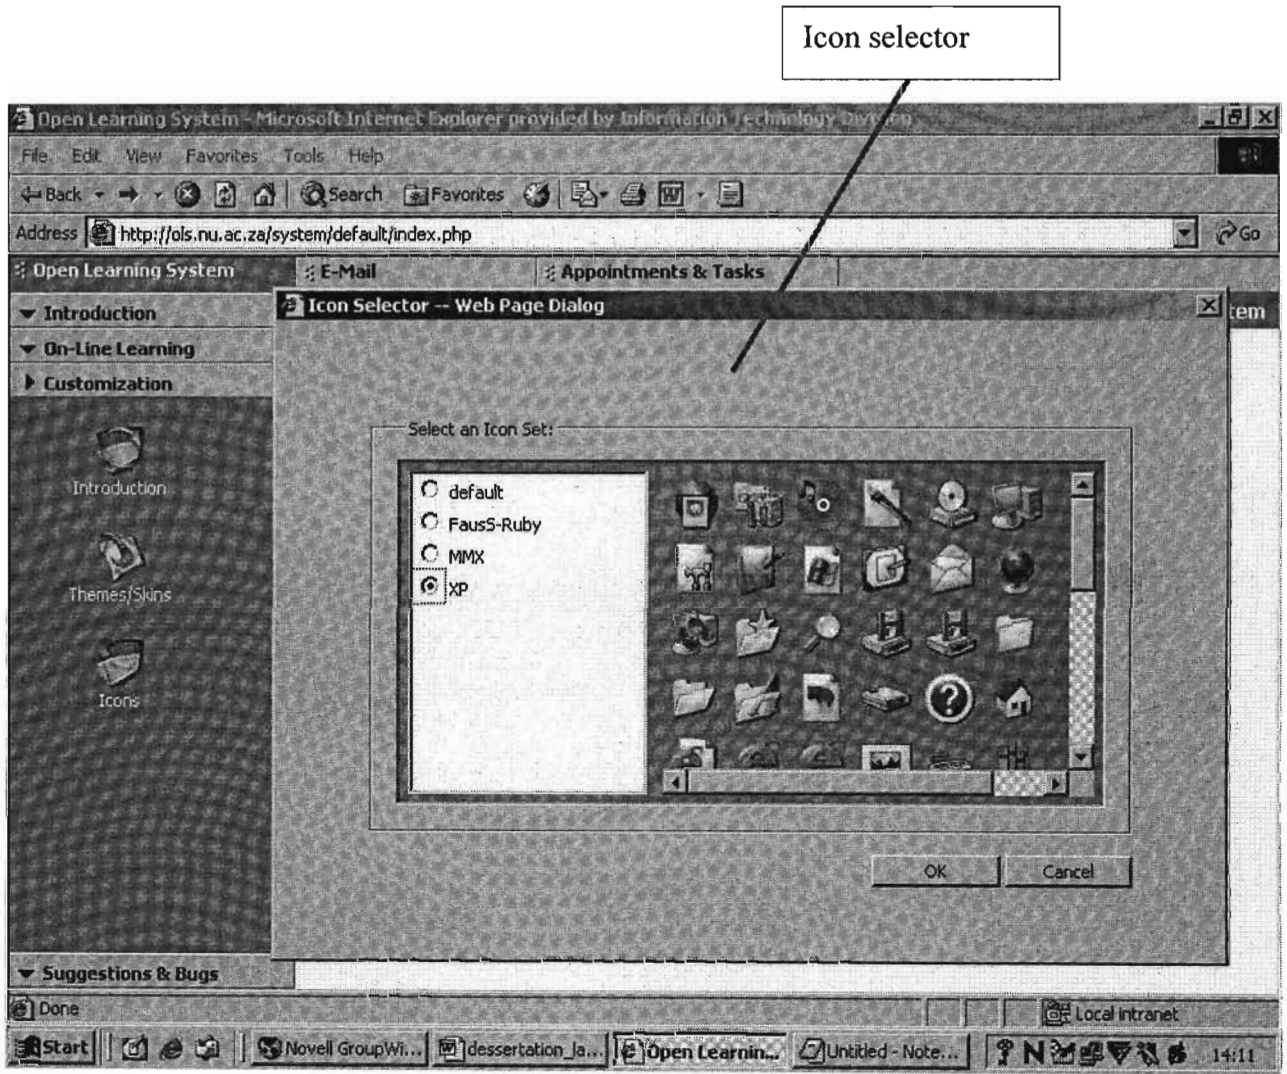 Icon selector
Open Learning System - Microsoft Internet Explorer provided by Information Technology Division
File Edit View Favorites Tools Help
Back Search Favorites
Address http://ols.nu.ac.za/system/default/index.php Go
Open Learning System E-Mail Appointments & Tasks
Icon Selector -- Web Page Dialog
tem
Introduction
On-Line Learning
Customization
Select an Icon Set:
default
FausS-Ruby
MMX
XP
Introduction
Themes/Skins
Icons
OK Cancel
Suggestions & Bugs
Done Local intranet
Start Novell GroupWi... dessertation_la... Open Learnin... Untitled - Note... 14:11